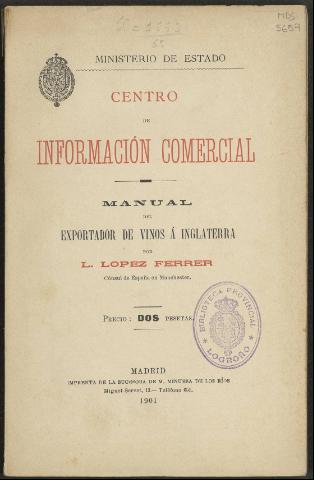 MDS
5659
MINISTERIO DE ESTADO
CENTRO
DE
INFORMACIÓN COMERCIAL
MANUAL
DEL
EXPORTADOR DE VINOS Á INGLATERRA
POR
L. LOPEZ FERRER
Cónsul de España en Manchester.
PRECIO: DOS PESETAS.
BIBLIOTECA PROVINCIAL
LOGROÑO
MADRID
IMPRENTA DE LA SUCESORA DE M. MINUESA DE LOS RÍOS
Miguel Servet, 13.— Teléfono 651.
1901